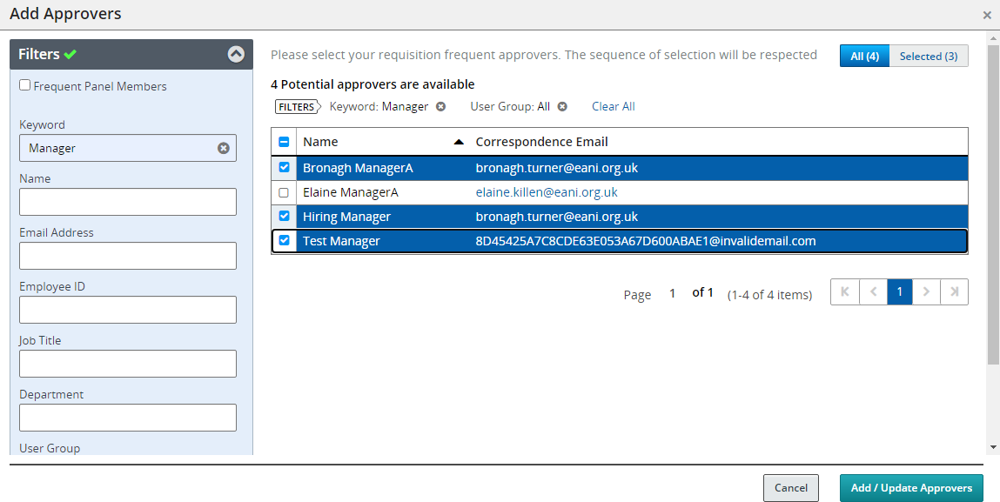 Add Approvers
Filters
Frequent Panel Members
Keyword
Manager
Name
Email Address
Employee ID
Job Title
Department
User Group
Please select your requisition frequent approvers. The sequence of selection will be respected
All (4) Selected (3)
4 Potential approvers are available
FILTERS Keyword: Manager User Group: All Clear All
Name Correspondence Email
Bronagh ManagerA bronagh.turner@eani.org.uk
Elaine ManagerA elaine.killen@eani.org.uk
Hiring Manager bronagh.turner@eani.org.uk
Test Manager 8D45425A7C8CDE63E053A67D600ABAE1@invalidemail.com
Page 1 of 1 (1-4 of 4 items) 1
Cancel Add / Update Approvers